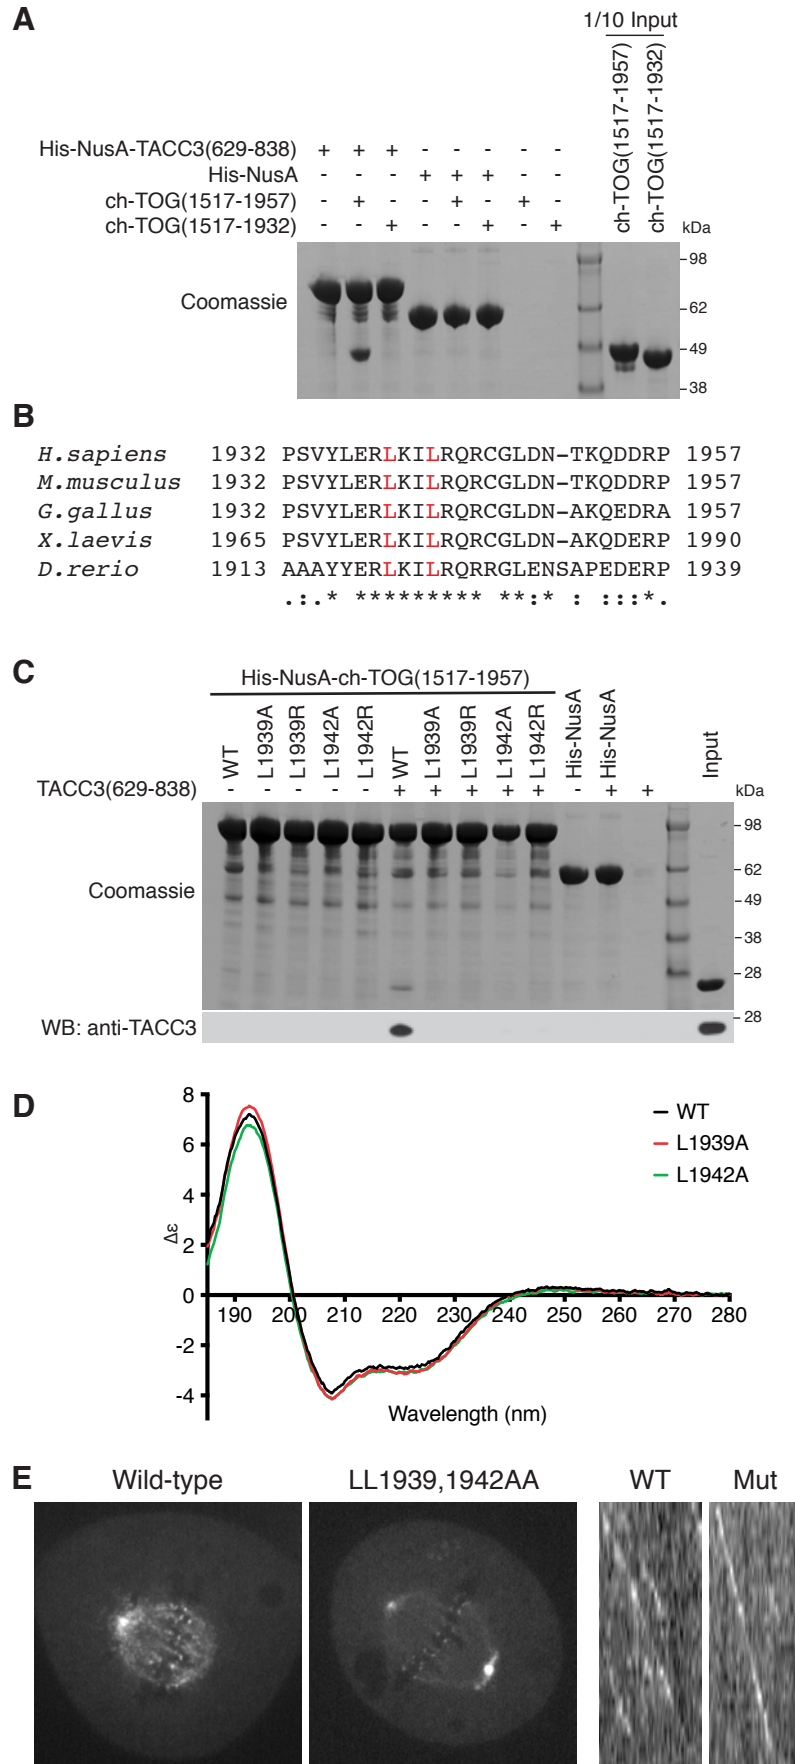 A
1/10 Input
ch-TOG(1517-1957)
ch-TOG(1517-1932)
His-NusA-TACC3(629-838) + + + - - - - -
His-NusA - - - + + + - -
ch-TOG(1517-1957) - + - - + - + -
ch-TOG(1517-1932) - - + - - + - +
kDa
Coomassie
98
62
49
38
B
H.sapiens 1932 PSVYLERLKILRQRCGLDN-TKQDDRP 1957
M.musculus 1932 PSVYLERLKILRQRCGLDN-TKQDDRP 1957
G.gallus 1932 PSVYLERLKILRQRCGLDN-AKQEDRA 1957
X.laevis 1965 PSVYLERLKILRQRCGLDN-AKQDERP 1990
D.rerio 1913 AAAYYERLKILRQRRGLENSAPEDERP 1939
.:.* ********* **:* : :::*.
C
His-NusA-ch-TOG(1517-1957)
WT L1939A L1939R L1942A L1942R WT L1939A L1939R L1942A L1942R His-NusA His-NusA Input
TACC3(629-838) - - - - - + + + + + - + +
kDa
Coomassie
98
62
49
38
28
WB: anti-TACC3
28
D
8
6
4
2
0
-2
-4
Δε
190 200 210 220 230 240 250 260 270 280
Wavelength (nm)
WT
L1939A
L1942A
E
Wild-type LL1939,1942AA WT Mut